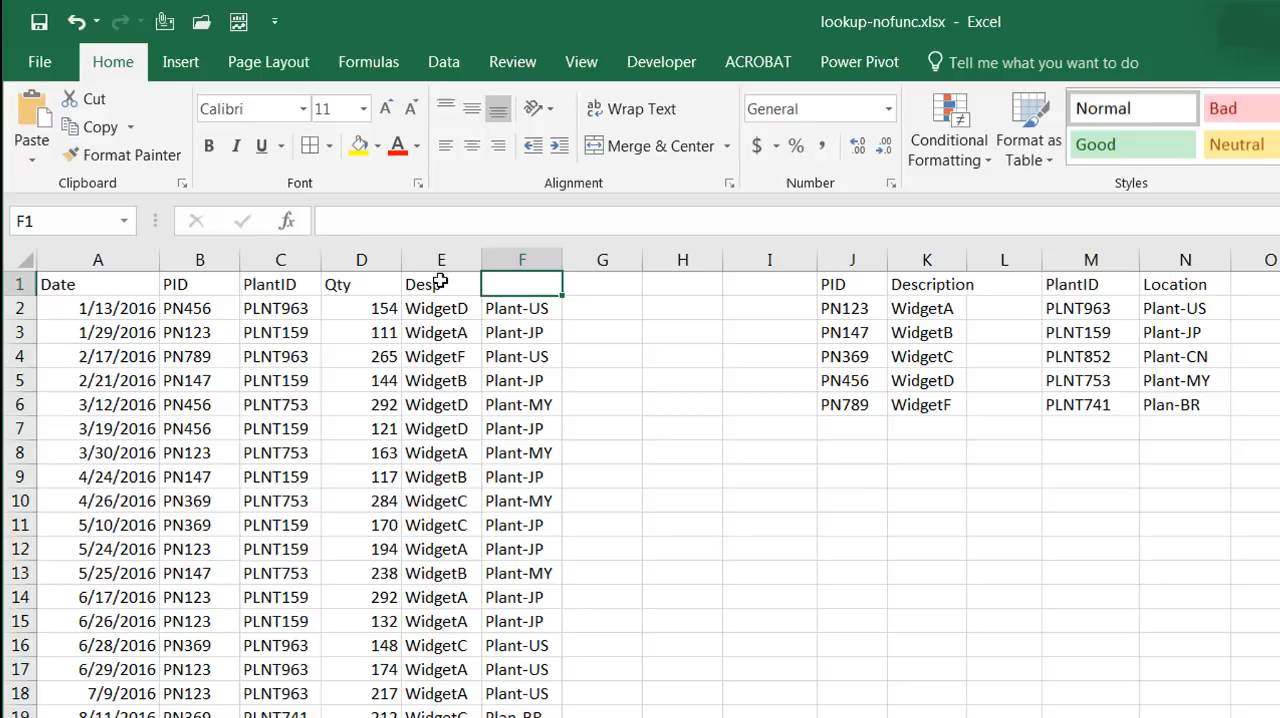 lookup-nofunc.xlsx - Excel
File Home Insert Page Layout Formulas Data Review View Developer ACROBAT Power Pivot Tell me what you want to do
Paste Cut Copy Format Painter Clipboard
Calibri 11 B I U A Font
Wrap Text Merge & Center Alignment
General $ % , Number
Conditional Formatting Format as Table
Normal Bad Good Neutral Styles
F1 fx
A B C D E F G H I J K L M N O
1 Date PID PlantID Qty PID Description PlantID Location
2 1/13/2016 PN456 PLNT963 154 WidgetD Plant-US PN123 WidgetA PLNT963 Plant-US
3 1/29/2016 PN123 PLNT159 111 WidgetA Plant-JP PN147 WidgetB PLNT159 Plant-JP
4 2/17/2016 PN789 PLNT963 265 WidgetF Plant-US PN369 WidgetC PLNT852 Plant-CN
5 2/21/2016 PN147 PLNT159 144 WidgetB Plant-JP PN456 WidgetD PLNT753 Plant-MY
6 3/12/2016 PN456 PLNT753 292 WidgetD Plant-MY PN789 WidgetF PLNT741 Plan-BR
7 3/19/2016 PN456 PLNT159 121 WidgetD Plant-JP
8 3/30/2016 PN123 PLNT753 163 WidgetA Plant-MY
9 4/24/2016 PN147 PLNT159 117 WidgetB Plant-JP
10 4/26/2016 PN369 PLNT753 284 WidgetC Plant-MY
11 5/10/2016 PN369 PLNT159 170 WidgetC Plant-JP
12 5/24/2016 PN123 PLNT159 194 WidgetA Plant-JP
13 5/25/2016 PN147 PLNT753 238 WidgetB Plant-MY
14 6/17/2016 PN123 PLNT159 292 WidgetA Plant-JP
15 6/26/2016 PN123 PLNT159 132 WidgetA Plant-JP
16 6/28/2016 PN369 PLNT963 148 WidgetC Plant-US
17 6/29/2016 PN123 PLNT963 174 WidgetA Plant-US
18 7/9/2016 PN123 PLNT963 217 WidgetA Plant-US
8/11/2016 PN369 PLNT741 212 WidgetC Plan-BR